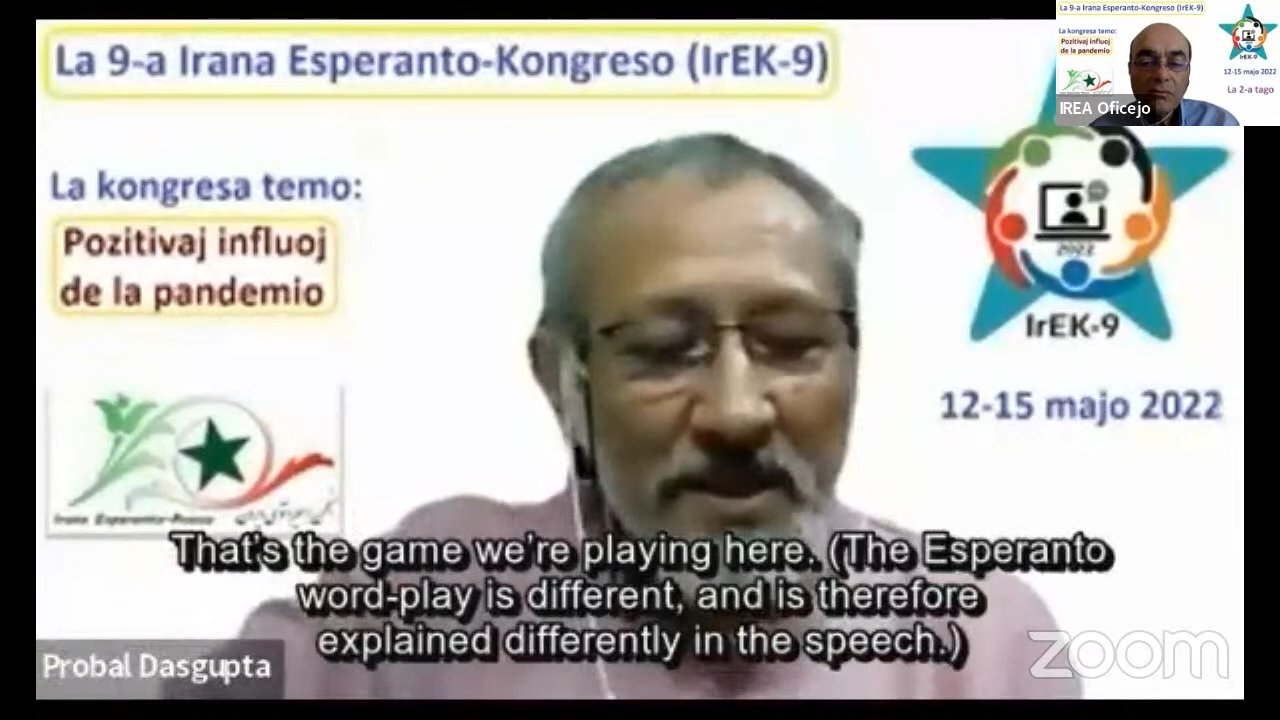 La 9-a Irana Esperanto-Kongreso (IrEK-9)
La kongresa temo:
Pozitivaj influoj
de la pandemio
2022
IrEK-9
12-15 majo 2022
Irana Esperanto-
That's the game we're playing here. (The Esperanto
word-play is different, and is therefore
explained differently in the speech.)
Probal Dasgupta
zoom
La 9-a Irana Esperanto-Kongreso (IrEK-9)
La kongresa temo:
Pozitivaj influoj
de la pandemio
IrEK-9
12-15 majo 2022
La 2-a tago
IREA Oficejo